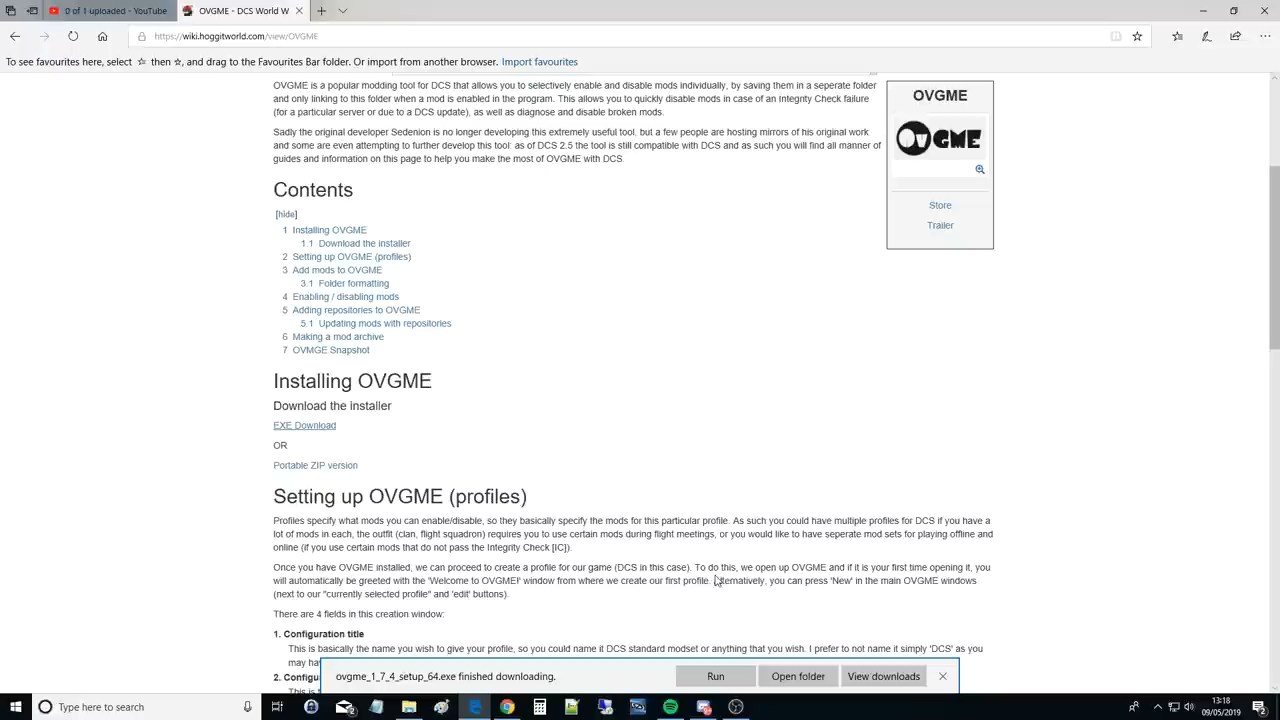 0 of 1 uploading - YouTube
OVGME - DCS World W
https://wiki.hoggitworld.com/view/OVGME
To see favourites here, select ☆ then ☆, and drag to the Favourites Bar folder. Or import from another browser. Import favourites
OVGME is a popular modding tool for DCS that allows you to selectively enable and disable mods individually, by saving them in a seperate folder
and only linking to this folder when a mod is enabled in the program. This allows you to quickly disable mods in case of an Integrity Check failure
(for a particular server or due to a DCS update), as well as diagnose and disable broken mods.
Sadly the original developer Sedenion is no longer developing this extremely useful tool, but a few people are hosting mirrors of his original work
and some are even attempting to further develop this tool: as of DCS 2.5 the tool is still compatible with DCS and as such you will find all manner of
guides and information on this page to help you make the most of OVGME with DCS.
OVGME
OVGME
Store
Trailer
Contents
[hide]
1 Installing OVGME
1.1 Download the installer
2 Setting up OVGME (profiles)
3 Add mods to OVGME
3.1 Folder formatting
4 Enabling / disabling mods
5 Adding repositories to OVGME
5.1 Updating mods with repositories
6 Making a mod archive
7 OVMGE Snapshot
Installing OVGME
Download the installer
EXE Download
OR
Portable ZIP version
Setting up OVGME (profiles)
Profiles specify what mods you can enable/disable, so they basically specify the mods for this particular profile. As such you could have multiple profiles for DCS if you have a
lot of mods in each, the outfit (clan, flight squadron) requires you to use certain mods during flight meetings, or you would like to have seperate mod sets for playing offline and
online (if you use certain mods that do not pass the Integrity Check [IC]).
Once you have OVGME installed, we can proceed to create a profile for our game (DCS in this case). To do this, we open up OVGME and if it is your first time opening it, you
will automatically be greeted with the 'Welcome to OVGME!' window from where we create our first profile. Alternatively, you can press 'New' in the main OVGME windows
(next to our "currently selected profile" and 'edit' buttons).
There are 4 fields in this creation window:
1. Configuration title
This is basically the name you wish to give your profile, so you could name it DCS standard modset or anything that you wish. I prefer to not name it simply 'DCS' as you
may ha
2. Configu
This is
ovgme_1_7_4_setup_64.exe finished downloading.
Run
Open folder
View downloads
Type here to search
13:18
09/05/2019